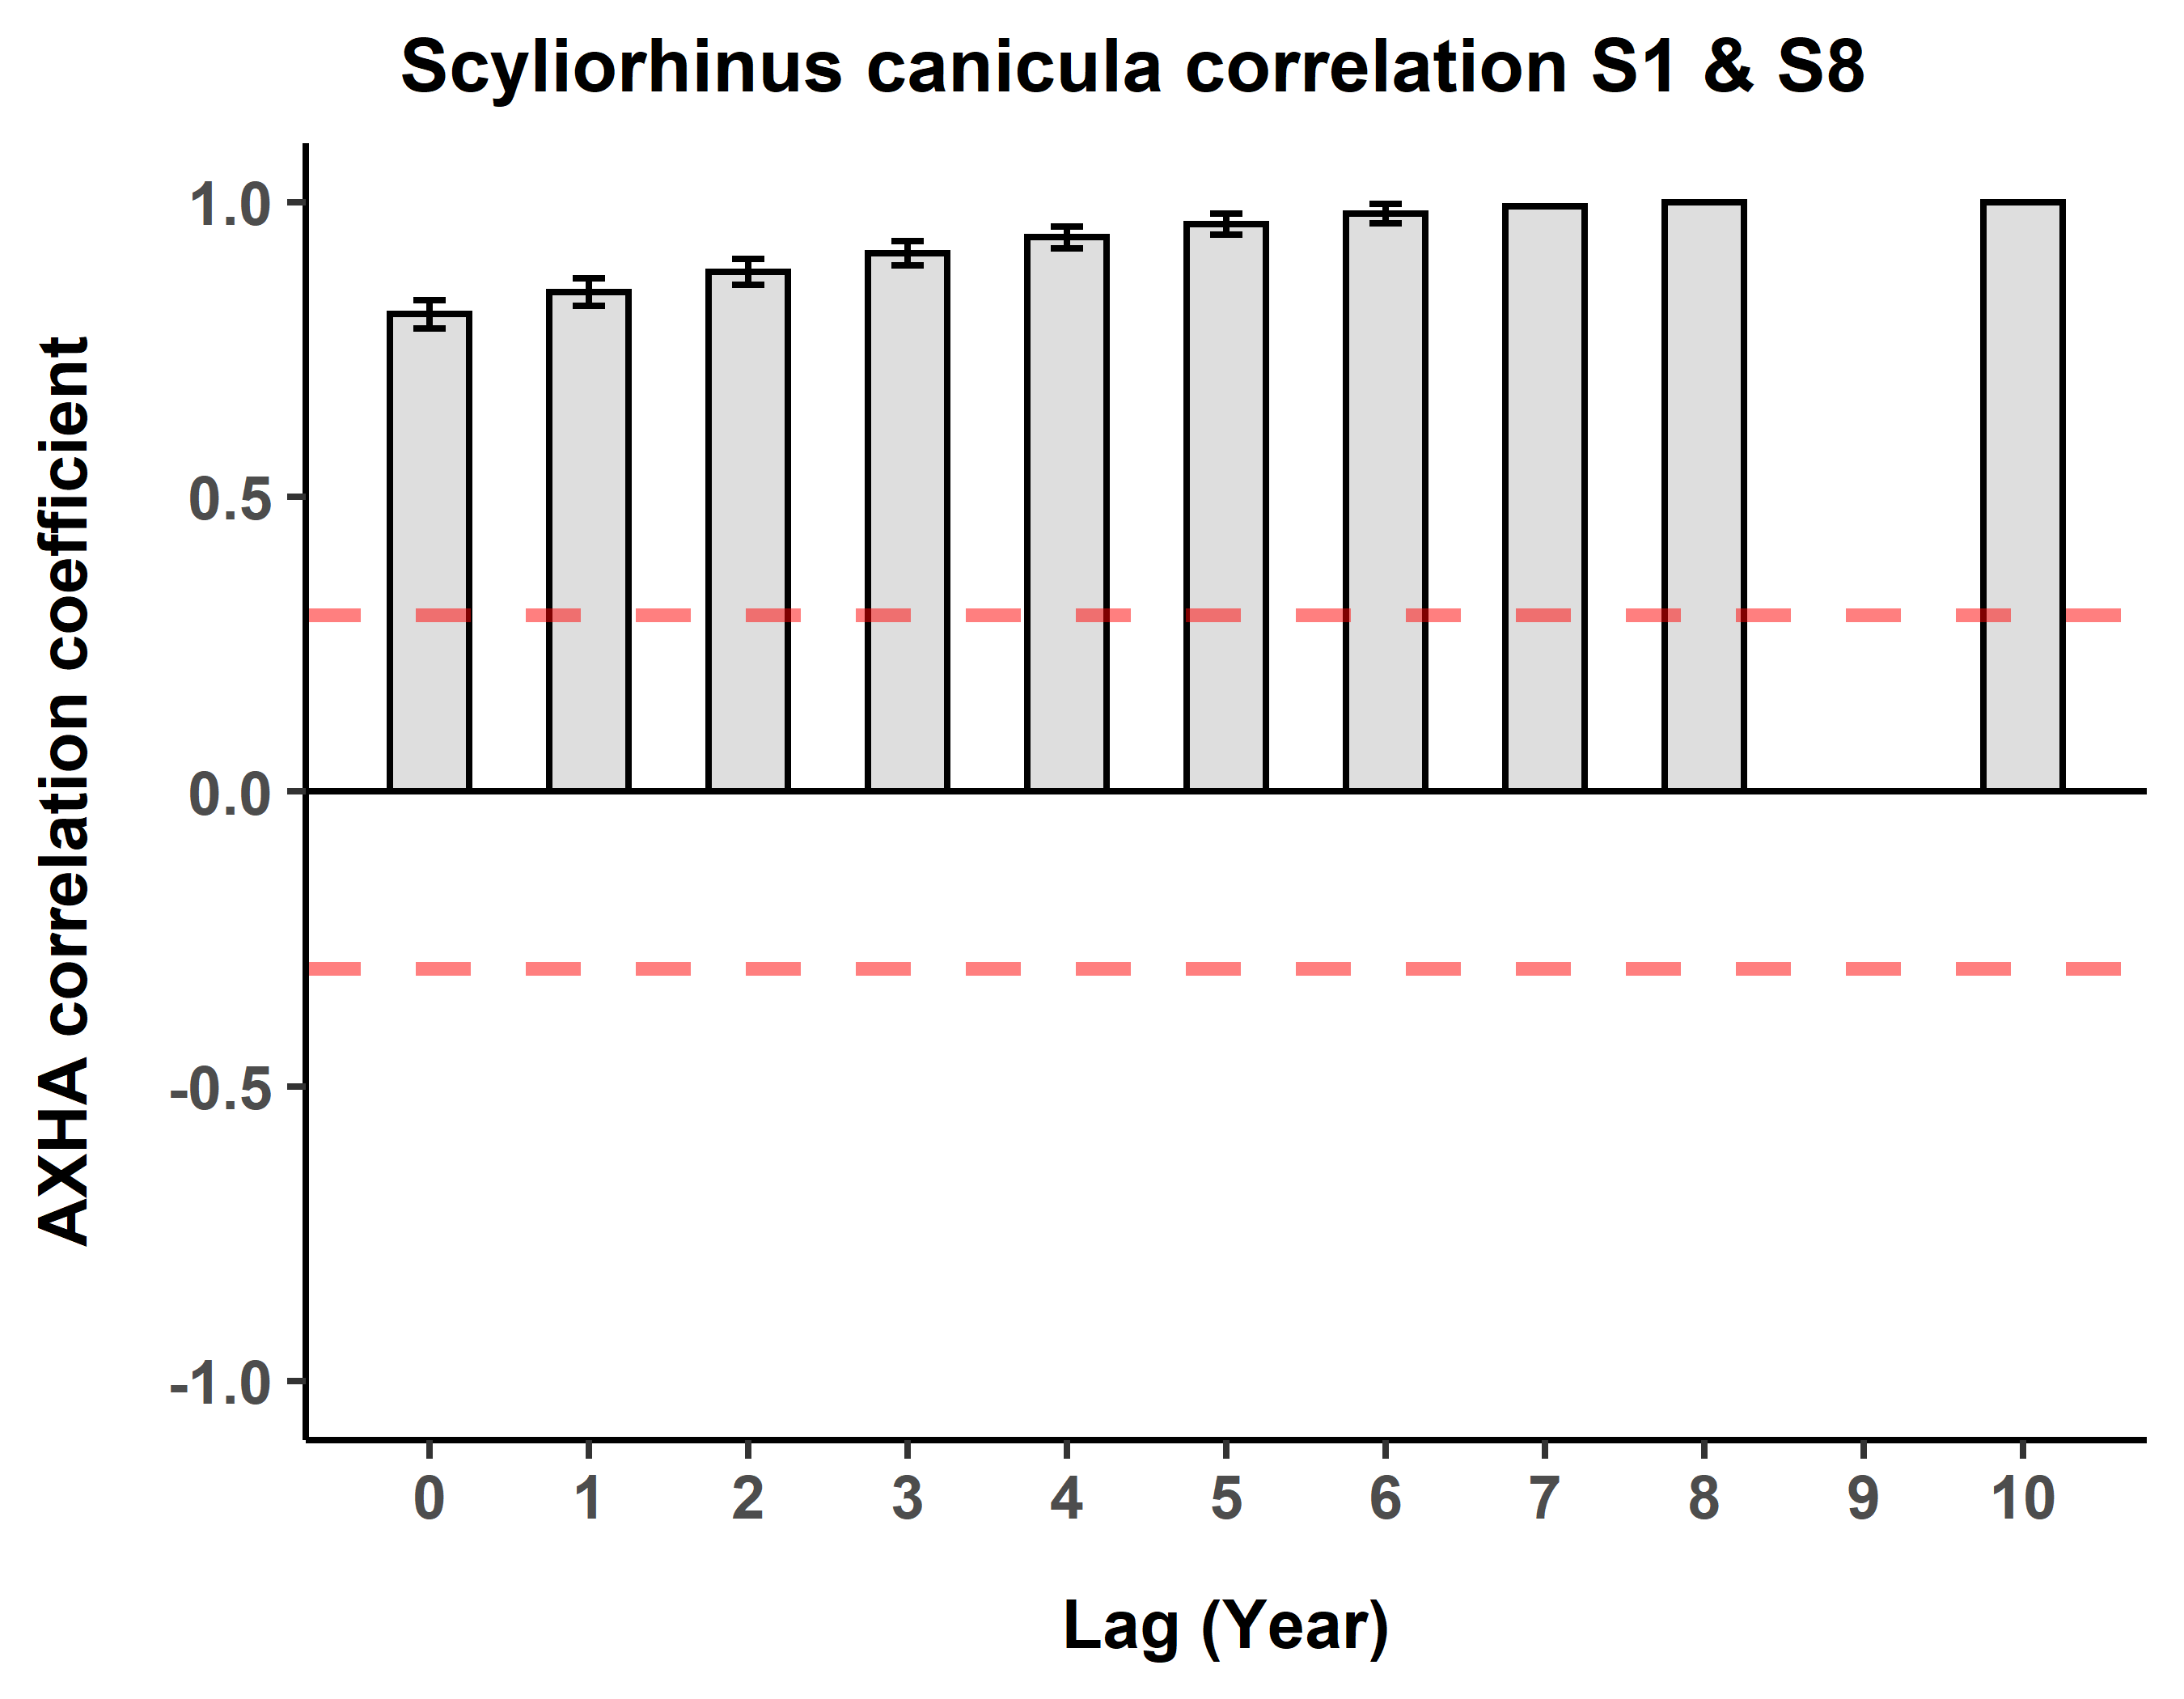 Scyliorhinus canicula correlation S1 & S8
AXHA correlation coefficient
1.0
0.5
0.0
-0.5
-1.0
0 1 2 3 4 5 6 7 8 9 10
Lag (Year)